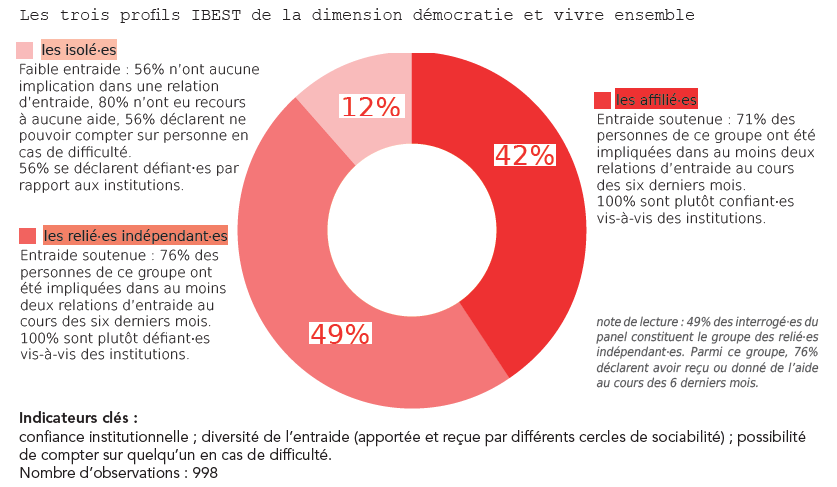 Les trois profils IBEST de la dimension démocratie et vivre ensemble
les isolé·es
Faible entraide : 56% n’ont aucune
implication dans une relation
d’entraide, 80% n’ont eu recours
à aucune aide, 56% déclarent ne
pouvoir compter sur personne en
cas de difficulté.
56% se déclarent défiant·es par
rapport aux institutions.
les relié·es indépendant·es
Entraide soutenue : 76% des
personnes de ce groupe ont
été impliquées dans au moins
deux relations d’entraide au
cours des six derniers mois.
100% sont plutôt défiant·es
vis-à-vis des institutions.
12%
42%
49%
les affilié·es
Entraide soutenue : 71% des
personnes de ce groupe ont été
impliquées dans au moins deux
relations d’entraide au cours
des six derniers mois.
100% sont plutôt confiant·es
vis-à-vis des institutions.
note de lecture : 49% des interrogé·es du
panel constituent le groupe des relié·es
indépendant·es. Parmi ce groupe, 76%
déclarent avoir reçu ou donné de l’aide
au cours des 6 derniers mois.
Indicateurs clés :
confiance institutionnelle ; diversité de l’entraide (apportée et reçue par différents cercles de sociabilité) ; possibilité
de compter sur quelqu’un en cas de difficulté.
Nombre d’observations : 998